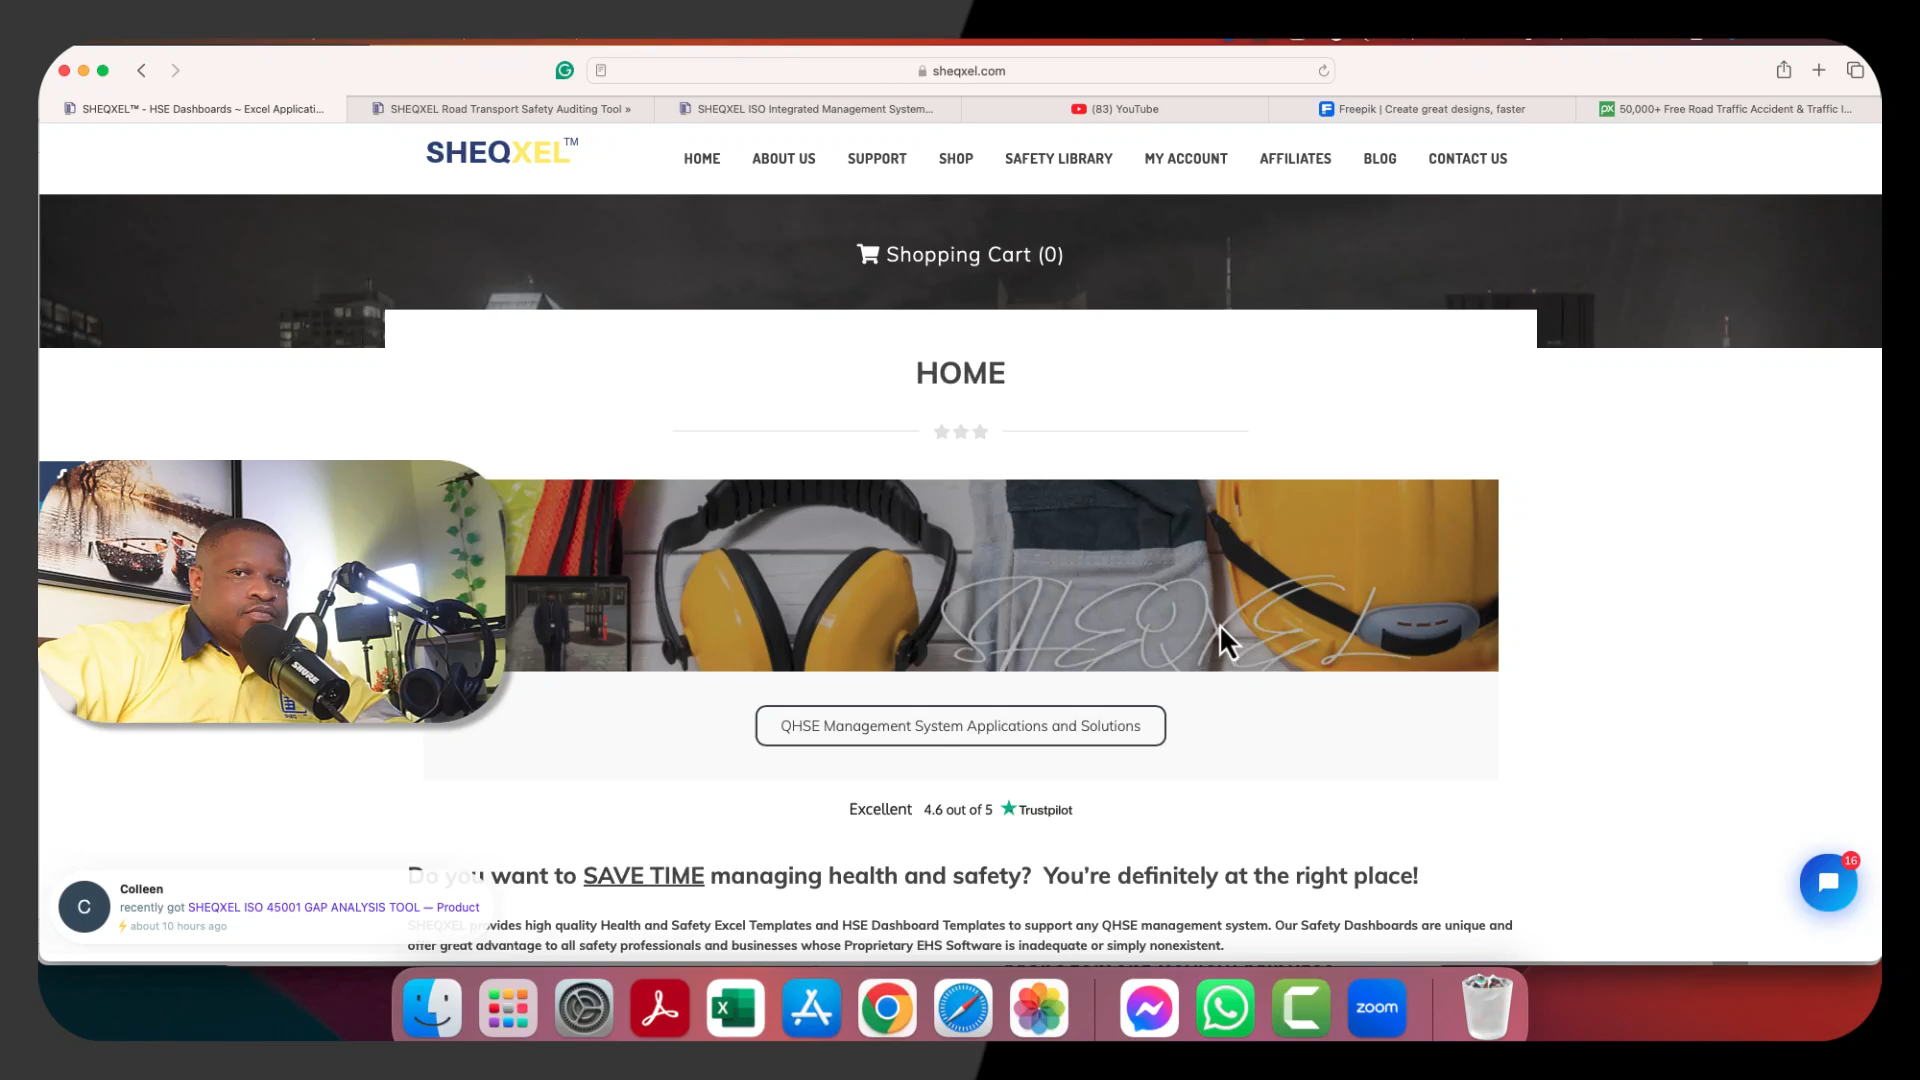 sheqxel.com
SHEQXEL™ - HSE Dashboards ~ Excel Applicati...
SHEQXEL Road Transport Safety Auditing Tool »
SHEQXEL ISO Integrated Management System...
(83) YouTube
Freepik | Create great designs, faster
50,000+ Free Road Traffic Accident & Traffic I...
SHEQXEL™
HOME
ABOUT US
SUPPORT
SHOP
SAFETY LIBRARY
MY ACCOUNT
AFFILIATES
BLOG
CONTACT US
Shopping Cart (0)
HOME
SHEQXEL
SHURE
QHSE Management System Applications and Solutions
Excellent 4.6 out of 5 Trustpilot
Do you want to SAVE TIME managing health and safety? You're definitely at the right place!
SHEQXEL provides high quality Health and Safety Excel Templates and HSE Dashboard Templates to support any QHSE management system. Our Safety Dashboards are unique and
offer great advantage to all safety professionals and businesses whose Proprietary EHS Software is inadequate or simply nonexistent.
C
Colleen
recently got SHEQXEL ISO 45001 GAP ANALYSIS TOOL — Product
about 10 hours ago
16
zoom